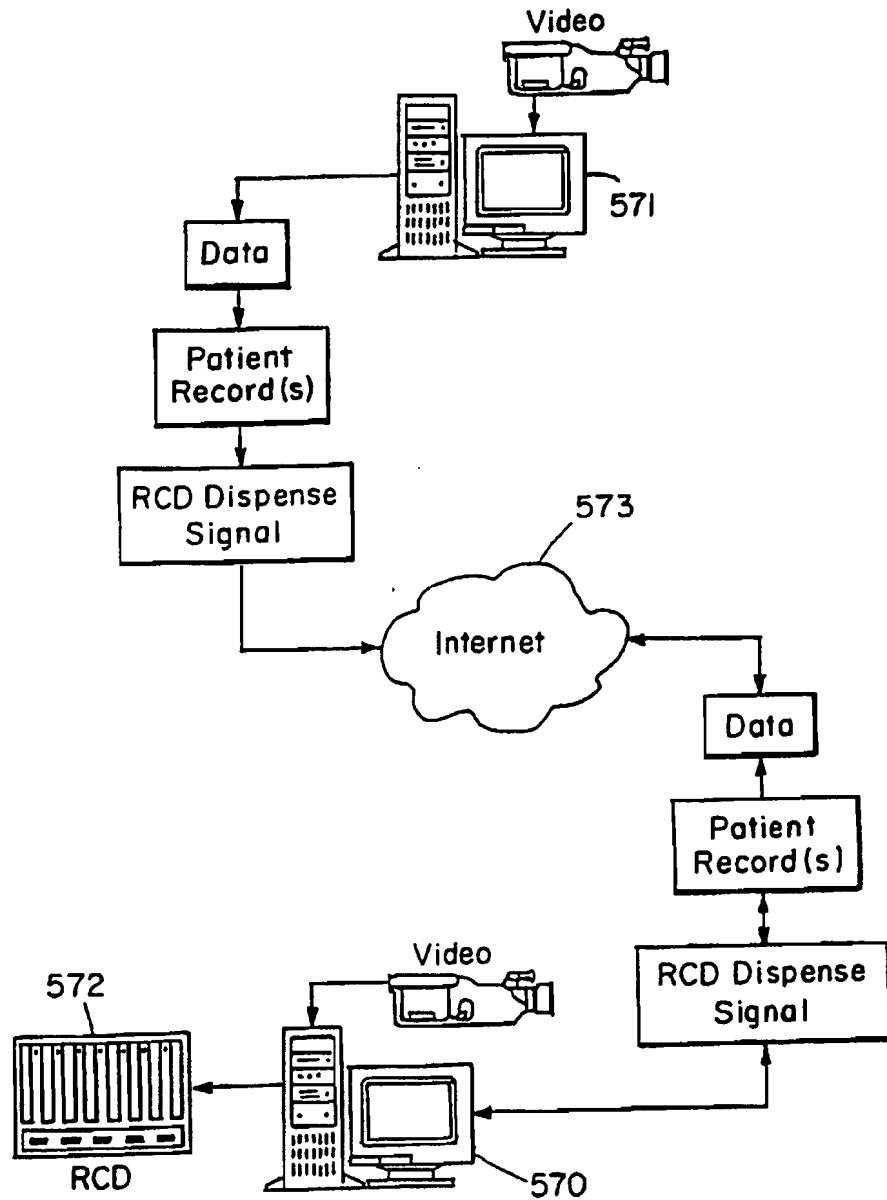 Video
571
Data
Patient
Record(s)
RCD Dispense
Signal
573
Internet
Data
Patient
Record(s)
RCD Dispense
Signal
Video
572
RCD
570